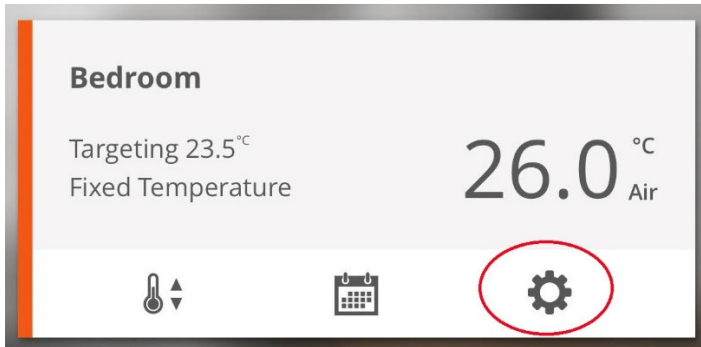 Bedroom
Targeting 23.5°C
Fixed Temperature
26.0 °C
Air